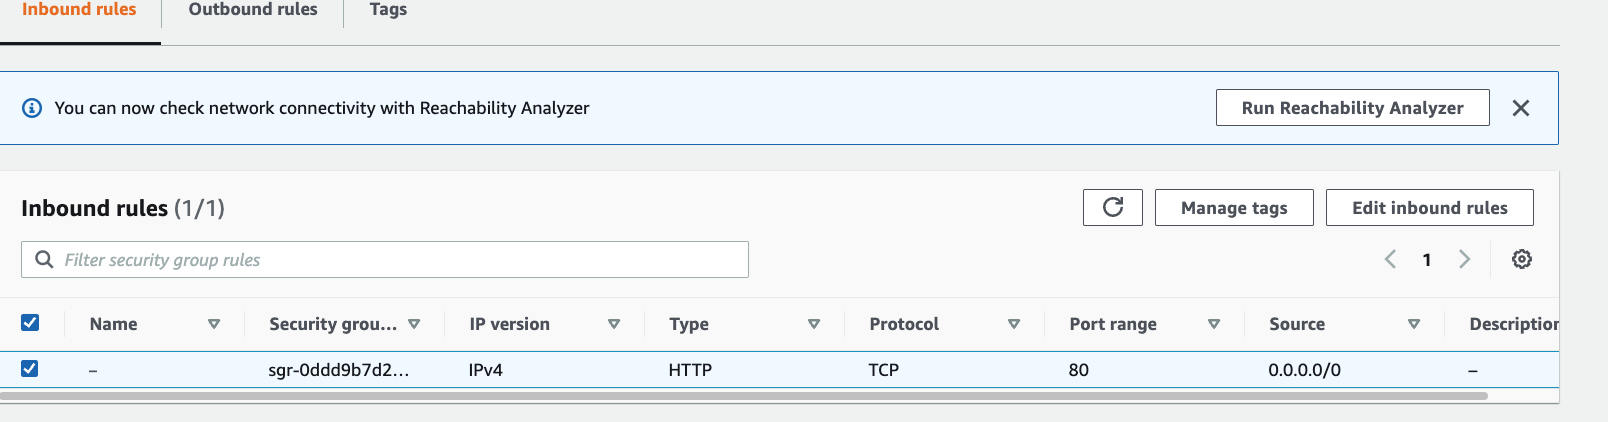 Inbound rules Outbound rules Tags
You can now check network connectivity with Reachability Analyzer Run Reachability Analyzer
Inbound rules (1/1) Manage tags Edit inbound rules
Filter security group rules 1
Name Security grou... IP version Type Protocol Port range Source Description
– sgr-0ddd9b7d2... IPv4 HTTP TCP 80 0.0.0.0/0 –